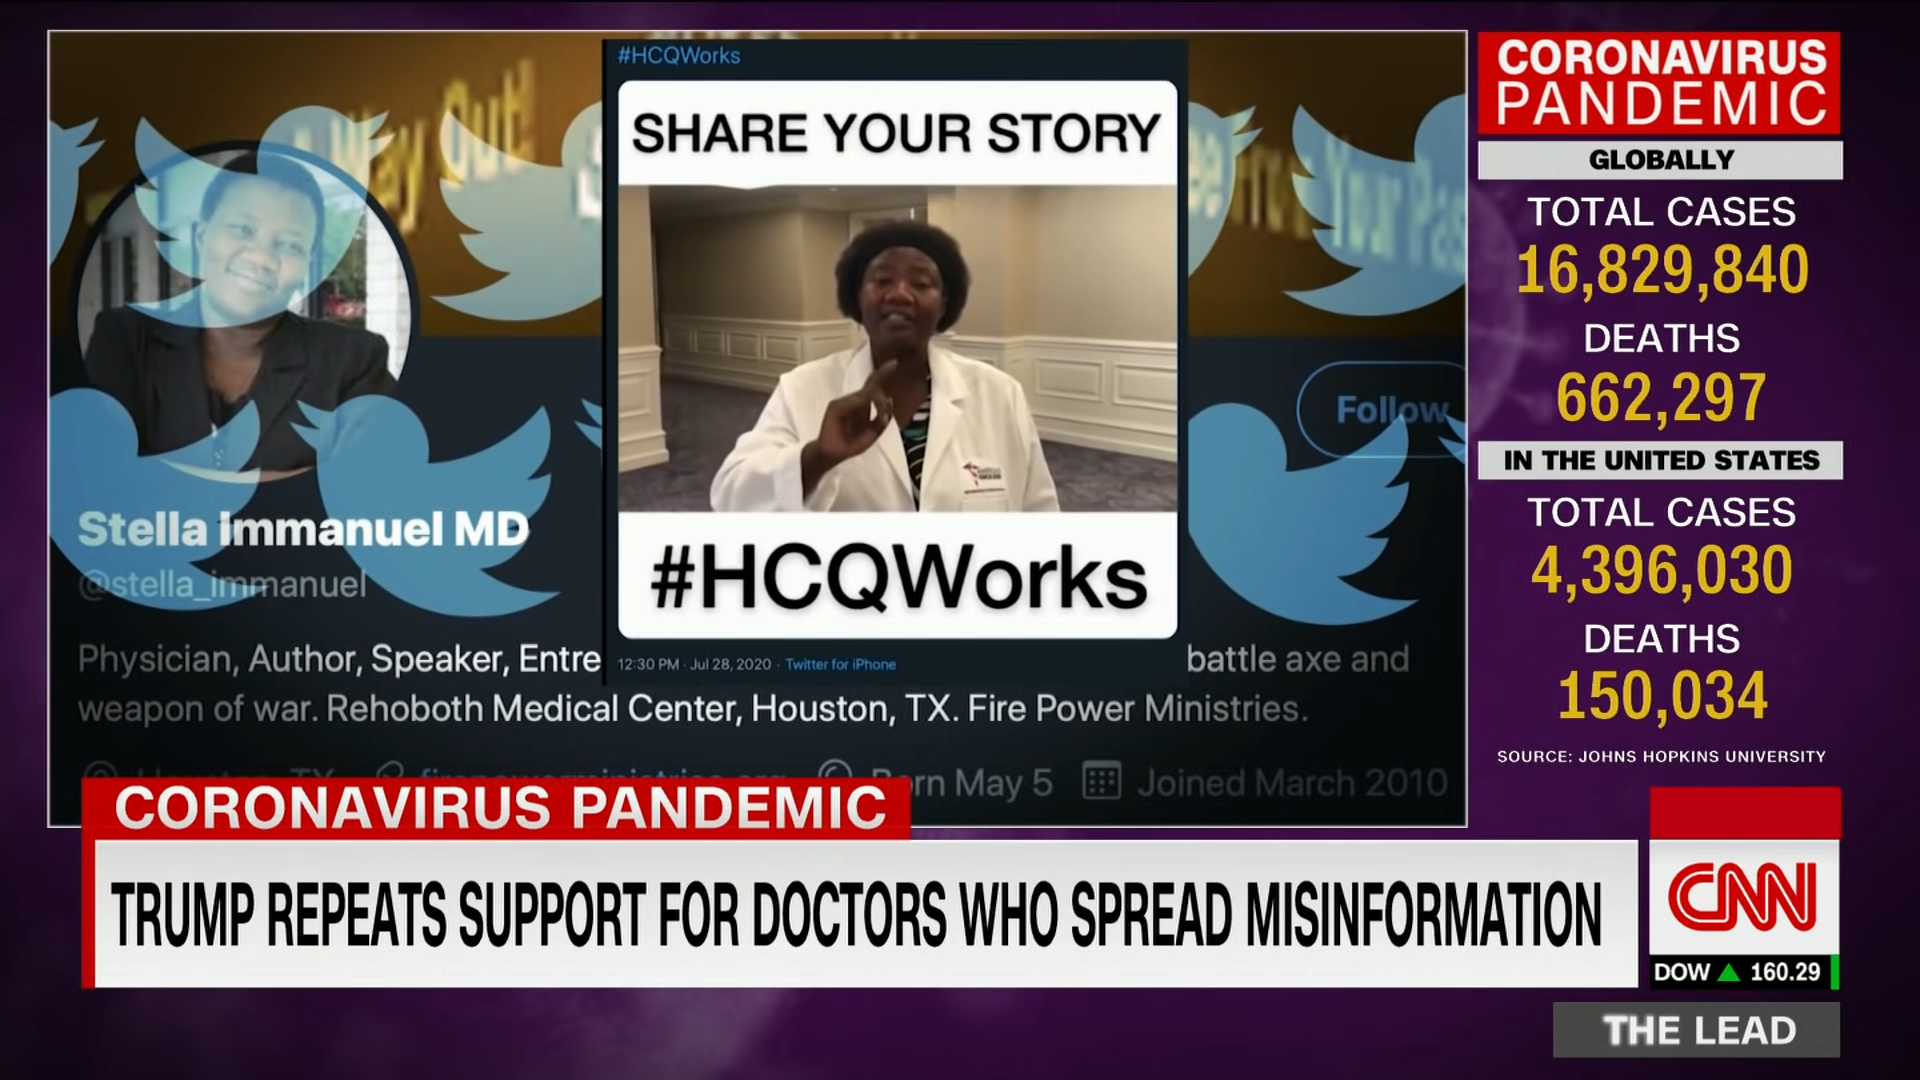 #HCQWorks
SHARE YOUR STORY
#HCQWorks
12:30 PM · Jul 28, 2020 · Twitter for iPhone
Way Out!
Your Pas
Follow
Stella immanuel MD
@stella_immanuel
Physician, Author, Speaker, Entre
battle axe and
weapon of war. Rehoboth Medical Center, Houston, TX. Fire Power Ministries.
Born May 5
Joined March 2010
CORONAVIRUS PANDEMIC
TRUMP REPEATS SUPPORT FOR DOCTORS WHO SPREAD MISINFORMATION
CORONAVIRUS
PANDEMIC
GLOBALLY
TOTAL CASES
16,829,840
DEATHS
662,297
IN THE UNITED STATES
TOTAL CASES
4,396,030
DEATHS
150,034
SOURCE: JOHNS HOPKINS UNIVERSITY
CNN
DOW ▲ 160.29
THE LEAD